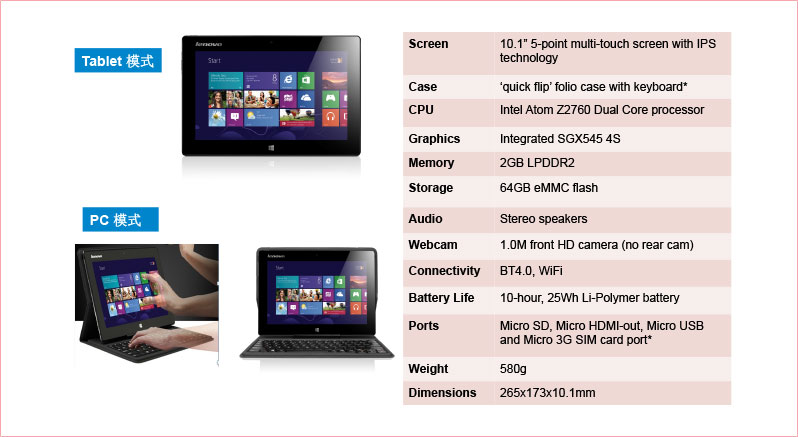 Tablet 模式
lenovo
Start
PC 模式
lenovo
Start
lenovo
Start
Screen 10.1” 5-point multi-touch screen with IPS
technology
Case ‘quick flip’ folio case with keyboard*
CPU Intel Atom Z2760 Dual Core processor
Graphics Integrated SGX545 4S
Memory 2GB LPDDR2
Storage 64GB eMMC flash
Audio Stereo speakers
Webcam 1.0M front HD camera (no rear cam)
Connectivity BT4.0, WiFi
Battery Life 10-hour, 25Wh Li-Polymer battery
Ports Micro SD, Micro HDMI-out, Micro USB
and Micro 3G SIM card port*
Weight 580g
Dimensions 265x173x10.1mm